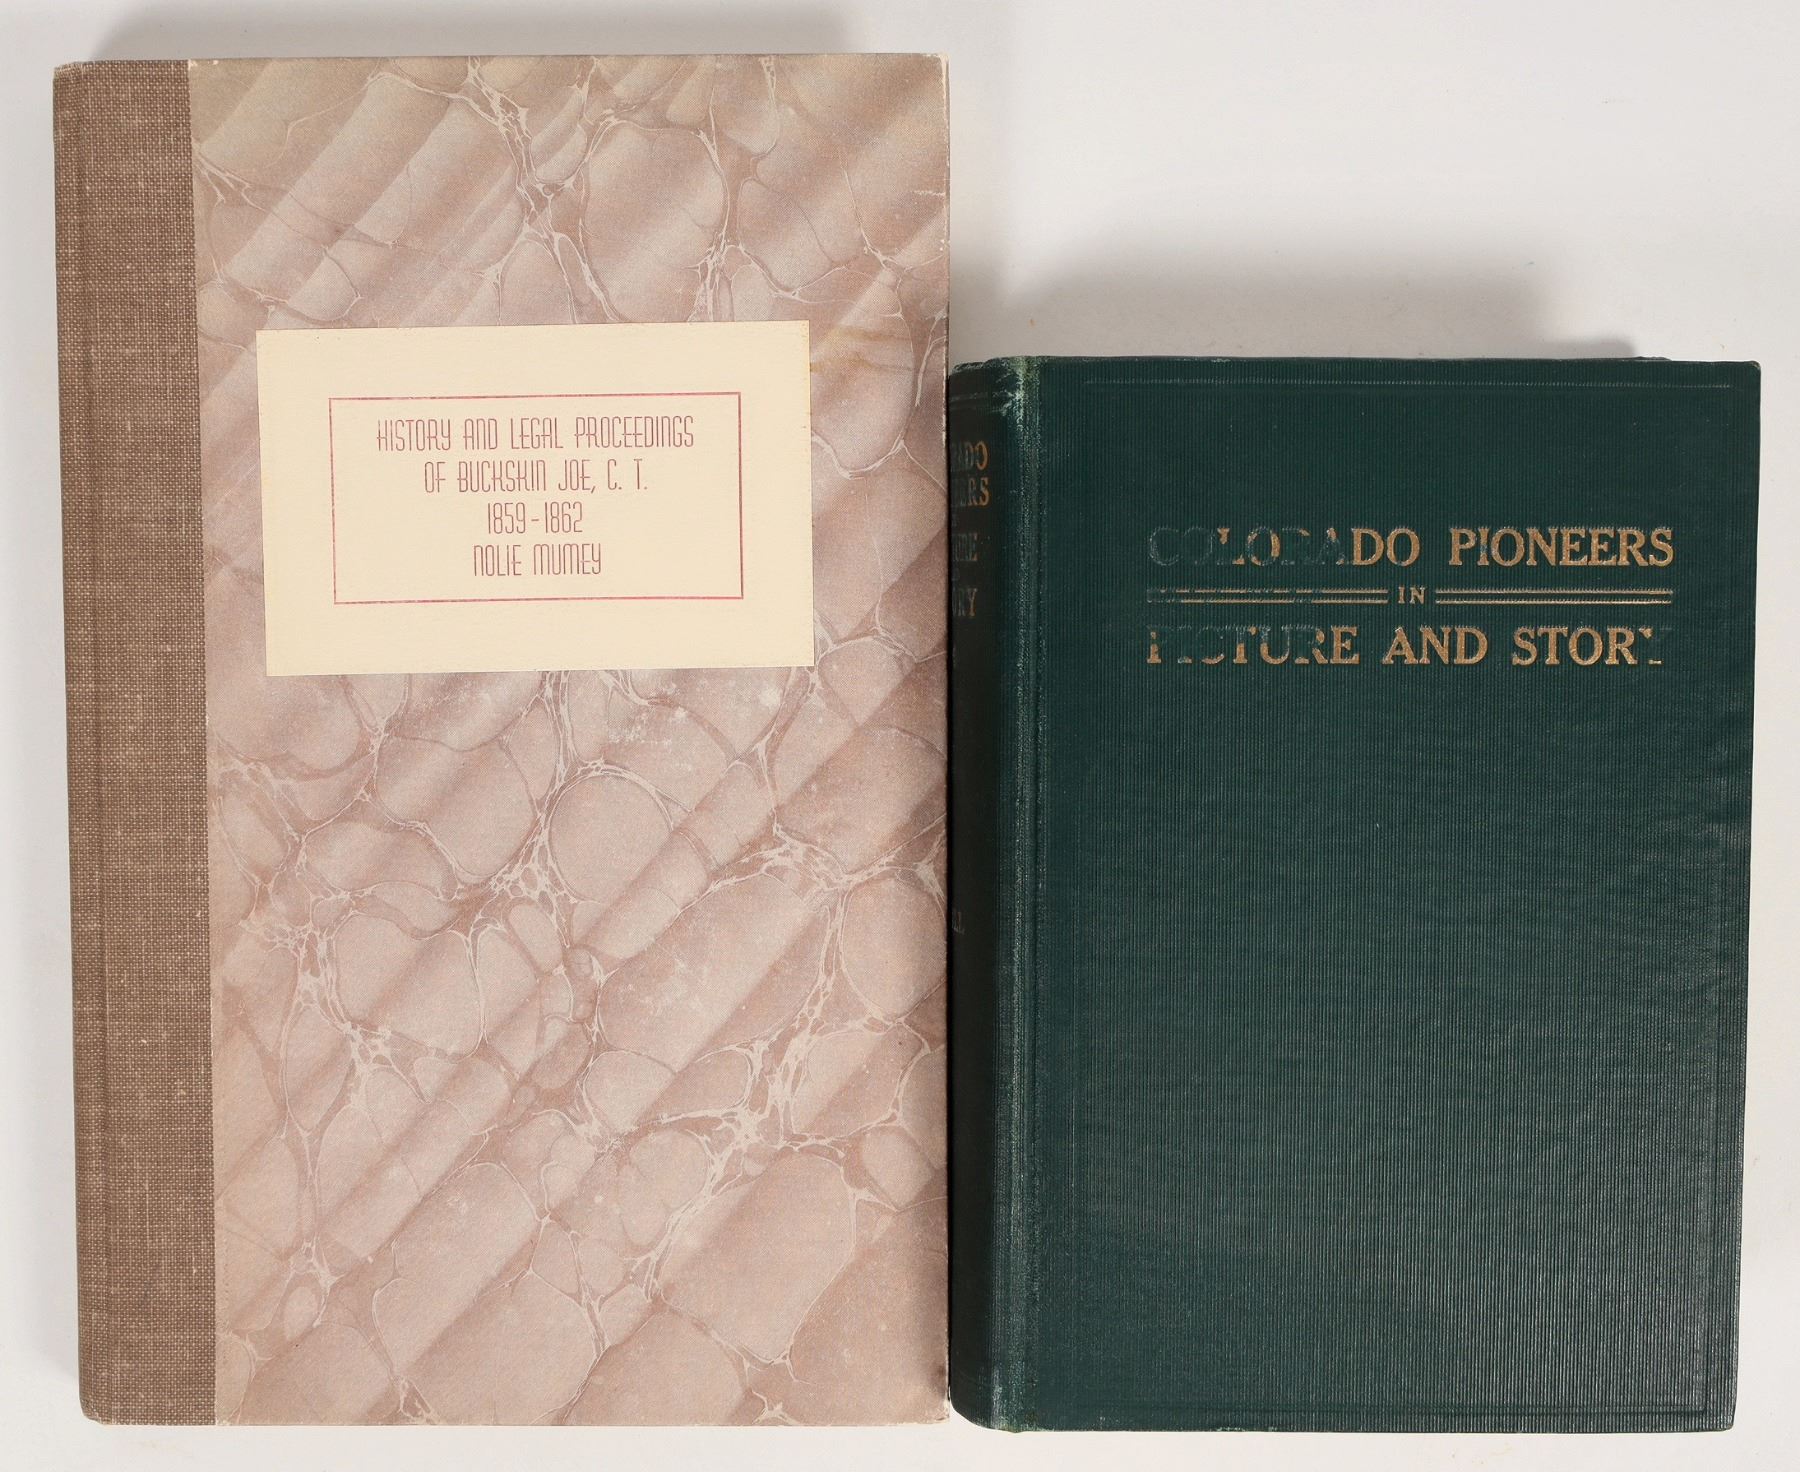 HISTORY AND LEGAL PROCEEDINGS
OF BUCKSKIN JOE, C. T.
1859-1862
NOLIE MUMEY
COLORADO PIONEERS
IN
PICTURE AND STORY